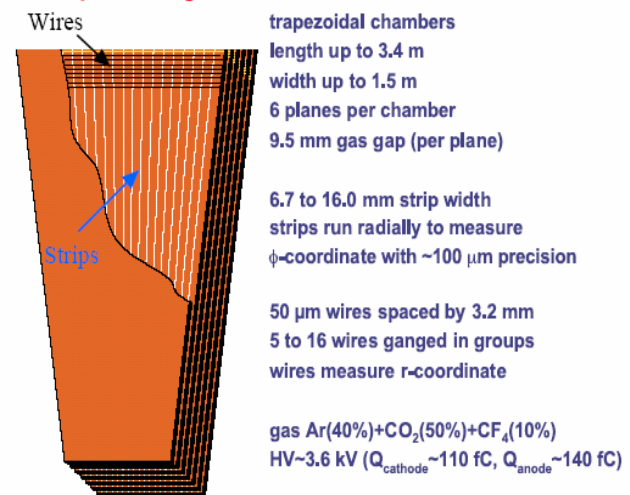 Wires
Strips
trapezoidal chambers
length up to 3.4 m
width up to 1.5 m
6 planes per chamber
9.5 mm gas gap (per plane)
6.7 to 16.0 mm strip width
strips run radially to measure
ϕ-coordinate with ~100 μm precision
50 μm wires spaced by 3.2 mm
5 to 16 wires ganged in groups
wires measure r-coordinate
gas Ar(40%)+CO₂(50%)+CF₄(10%)
HV~3.6 kV (Q_cathode~110 fC, Q_anode~140 fC)